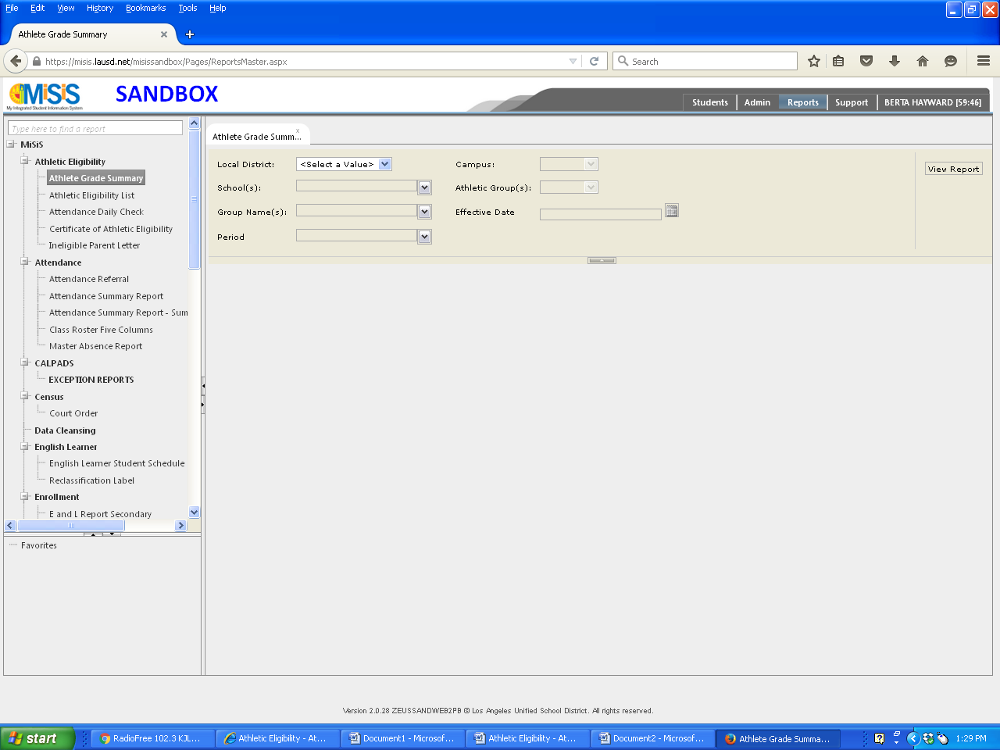 File Edit View History Bookmarks Tools Help
Athlete Grade Summary
https://misis.lausd.net/misissandbox/Pages/ReportsMaster.aspx
Search
MiSiS
My Integrated Student Information System
SANDBOX
Students Admin Reports Support BERTA HAYWARD [59:46]
Type here to find a report
MiSiS
Athletic Eligibility
Athlete Grade Summary
Athletic Eligibility List
Attendance Daily Check
Certificate of Athletic Eligibility
Ineligible Parent Letter
Attendance
Attendance Referral
Attendance Summary Report
Attendance Summary Report - Sum
Class Roster Five Columns
Master Absence Report
CALPADS
EXCEPTION REPORTS
Census
Court Order
Data Cleansing
English Learner
English Learner Student Schedule
Reclassification Label
Enrollment
E and L Report Secondary
Favorites
Athlete Grade Summ... x
Local District: <Select a Value> Campus:
View Report
School(s): Athletic Group(s):
Group Name(s): Effective Date
Period
Version 2.0.28 ZEUSSANDWEB2PB © Los Angeles Unified School District. All rights reserved.
start RadioFree 102.3 KJL... Athletic Eligibility - At... Document1 - Microsof... Athletic Eligibility - At... Document2 - Microsof... Athlete Grade Summa... 1:29 PM